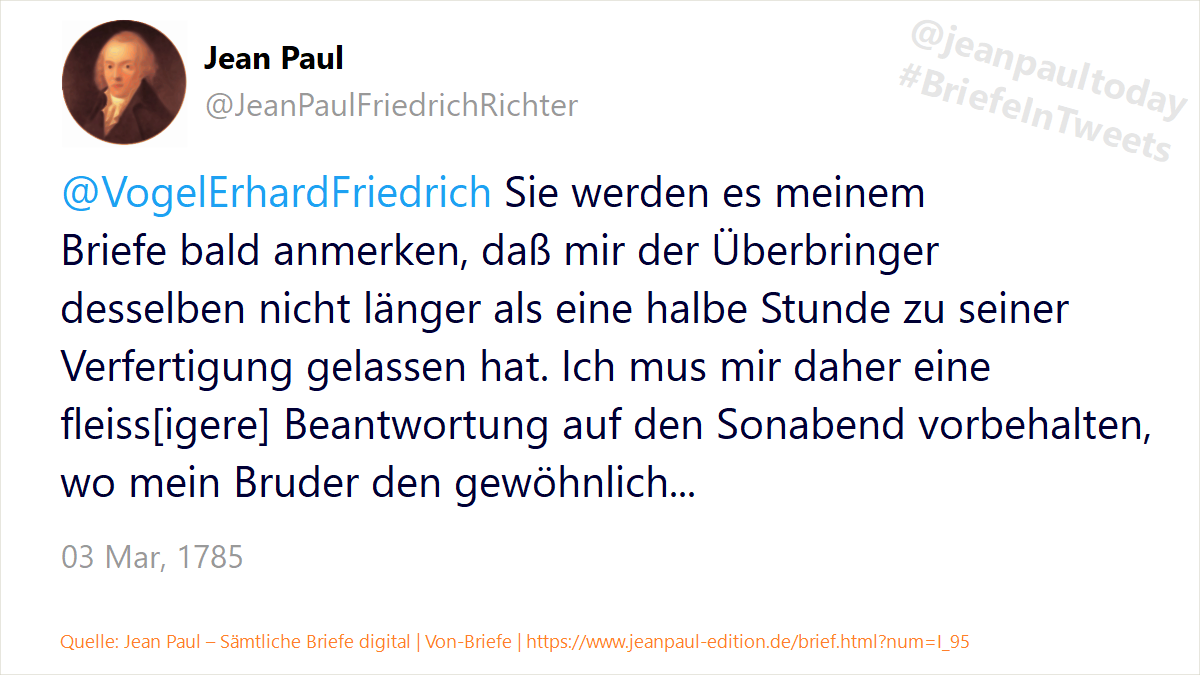 @jeanpaultoday
#BriefeInTweets
Jean Paul
@JeanPaulFriedrichRichter
@VogelErhardFriedrich Sie werden es meinem
Briefe bald anmerken, daß mir der Überbringer
desselben nicht länger als eine halbe Stunde zu seiner
Verfertigung gelassen hat. Ich mus mir daher eine
fleiss[igere] Beantwortung auf den Sonabend vorbehalten,
wo mein Bruder den gewöhnlich...
03 Mar, 1785
Quelle: Jean Paul – Sämtliche Briefe digital | Von-Briefe | https://www.jeanpaul-edition.de/brief.html?num=I_95